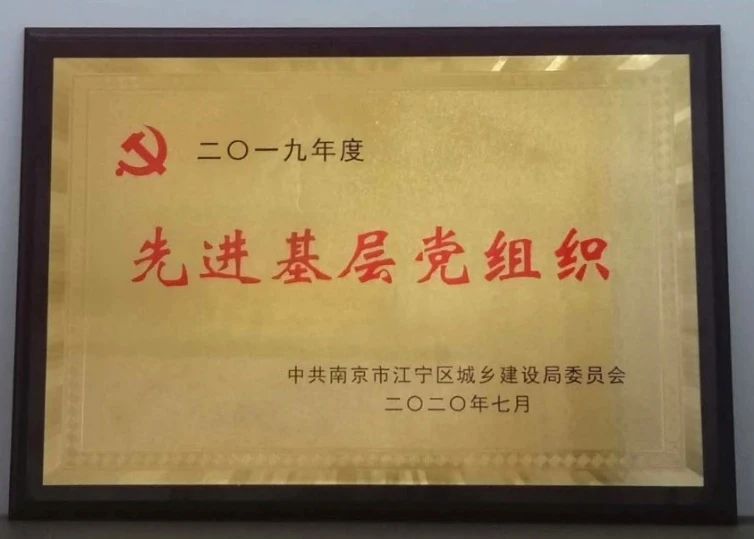 二〇一九年度
先进基层党组织
中共南京市江宁区城乡建设局委员会
二〇二〇年七月